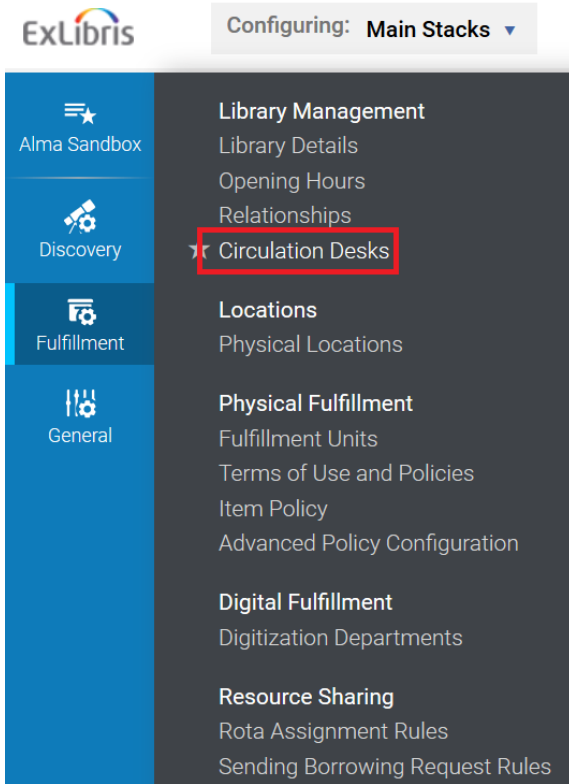 ExLibris
Configuring: Main Stacks
Alma Sandbox
Discovery
Fulfillment
General
Library Management
Library Details
Opening Hours
Relationships
Circulation Desks
Locations
Physical Locations
Physical Fulfillment
Fulfillment Units
Terms of Use and Policies
Item Policy
Advanced Policy Configuration
Digital Fulfillment
Digitization Departments
Resource Sharing
Rota Assignment Rules
Sending Borrowing Request Rules